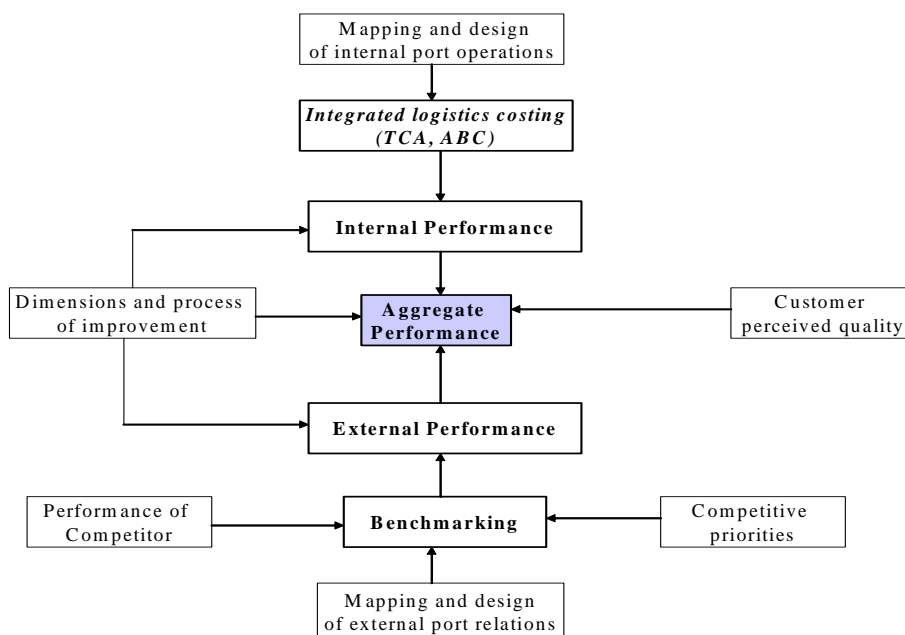 Mapping and design
of internal port operations
Integrated logistics costing
(TCA, ABC)
Internal Performance
Dimensions and process
of improvement
Aggregate
Performance
Customer
perceived quality
External Performance
Performance of
Competitor
Benchmarking
Competitive
priorities
Mapping and design
of external port relations